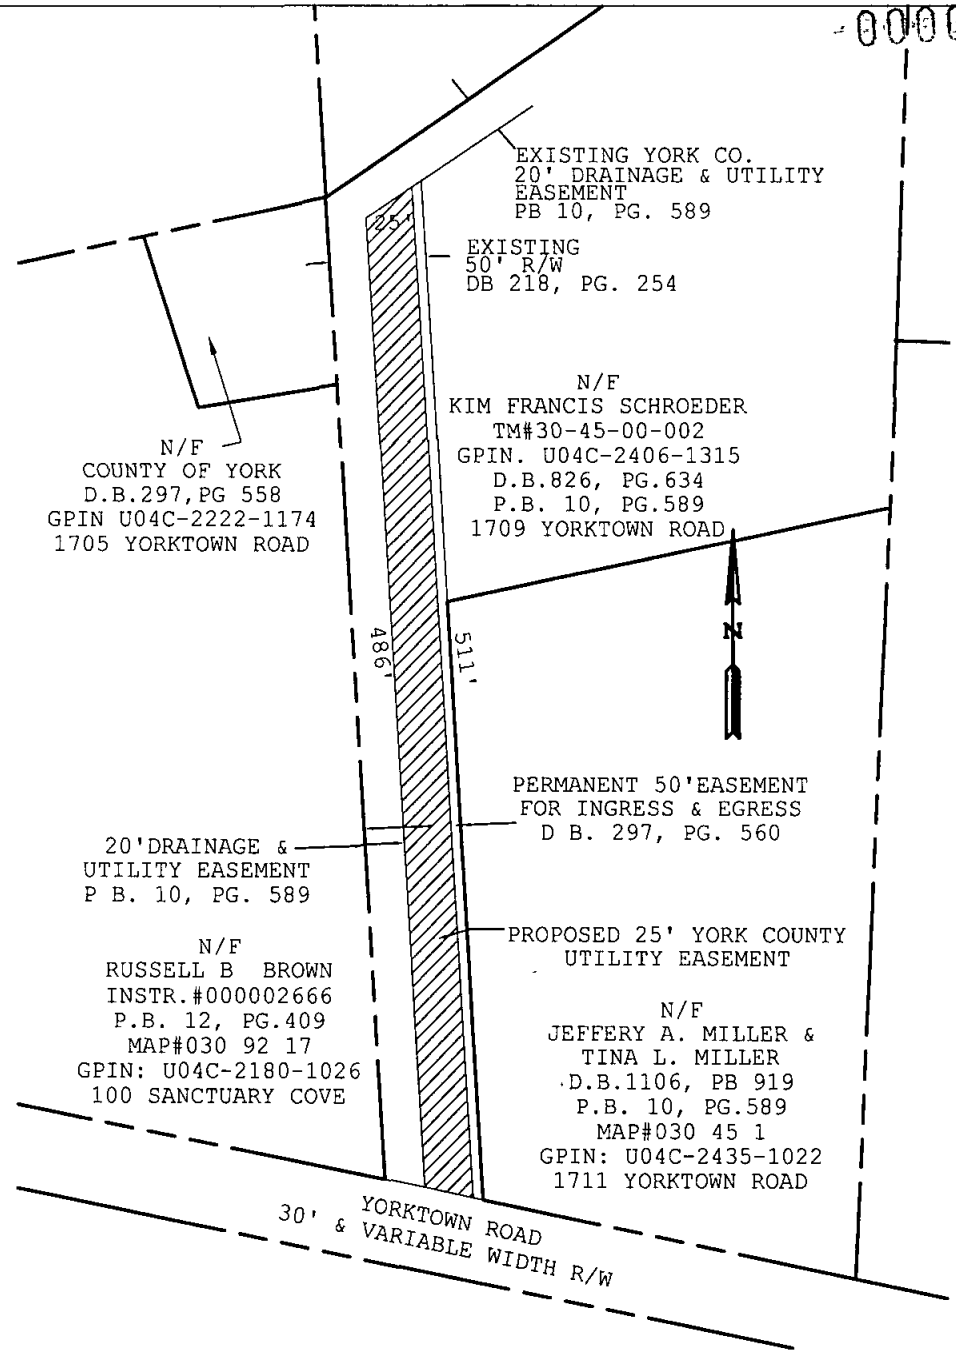 -0000
EXISTING YORK CO.
20' DRAINAGE & UTILITY
EASEMENT
PB 10, PG. 589
25'
EXISTING
50' R/W
DB 218, PG. 254
N/F
KIM FRANCIS SCHROEDER
TM#30-45-00-002
GPIN. U04C-2406-1315
D.B.826, PG.634
P.B. 10, PG.589
1709 YORKTOWN ROAD
N/F
COUNTY OF YORK
D.B.297,PG 558
GPIN U04C-2222-1174
1705 YORKTOWN ROAD
N
486'
511'
PERMANENT 50'EASEMENT
FOR INGRESS & EGRESS
D B. 297, PG. 560
20'DRAINAGE &
UTILITY EASEMENT
P B. 10, PG. 589
PROPOSED 25' YORK COUNTY
UTILITY EASEMENT
N/F
RUSSELL B BROWN
INSTR.#000002666
P.B. 12, PG.409
MAP#030 92 17
GPIN: U04C-2180-1026
100 SANCTUARY COVE
N/F
JEFFERY A. MILLER &
TINA L. MILLER
D.B.1106, PB 919
P.B. 10, PG.589
MAP#030 45 1
GPIN: U04C-2435-1022
1711 YORKTOWN ROAD
YORKTOWN ROAD
30' & VARIABLE WIDTH R/W